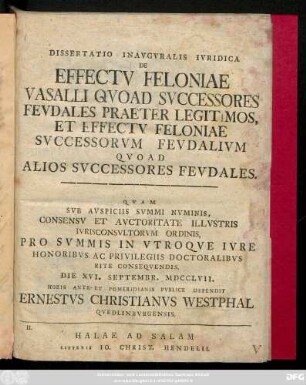 DISSERTATIO INAVGVRALIS IVRIDICA
DE
EFFECTV FELONIAE
VASALLI QVOAD SVCCESSORES
FEVDALES PRAETER LEGITIMOS,
ET EFFECTV FELONIAE
SVCCESSORVM FEVDALIVM
QVOAD
ALIOS SVCCESSORES FEVDALES.
QVAM
SVB AVSPICIIS SVMMI NVMINIS,
CONSENSV ET AVCTORITATE ILLVSTRIS
IVRISCONSVLTORVM ORDINIS,
PRO SVMMIS IN VTROQVE IVRE
HONORIBVS AC PRIVILEGIIS DOCTORALIBVS
RITE CONSEQVENDIS,
DIE XVI. SEPTEMBR. MDCCLVII.
HORIS ANTE ET POMERIDIANIS PVBLICE DEFENDIT
ERNESTVS CHRISTIANVS WESTPHAL
QVEDLINBVRGENSIS.
II.
HALAE AD SALAM
LITTERIS IO. CHRIST. HENDELII.
V